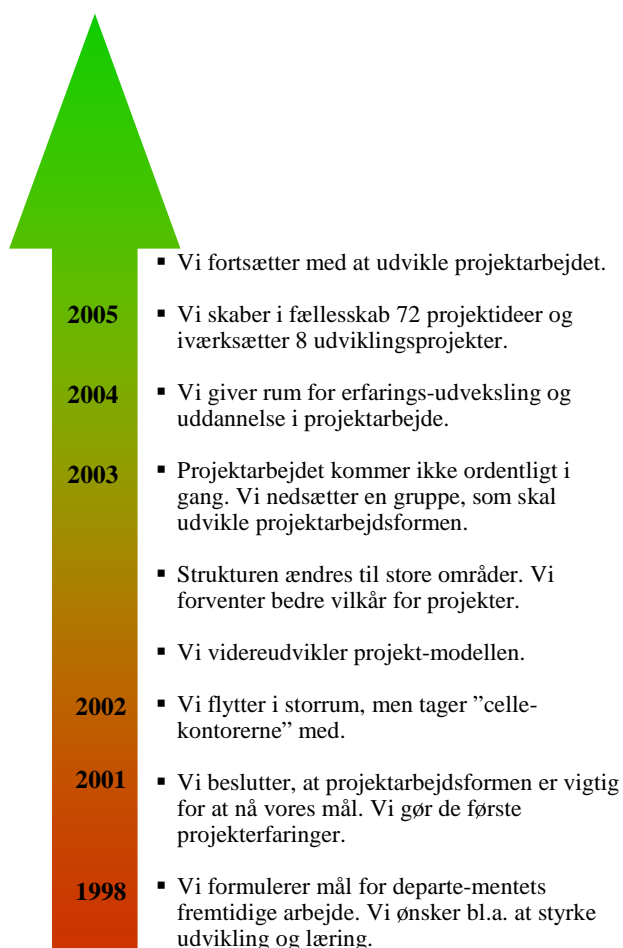 ▪ Vi fortsætter med at udvikle projektarbejdet.
2005 ▪ Vi skaber i fællesskab 72 projektideer og
iværksætter 8 udviklingsprojekter.
2004 ▪ Vi giver rum for erfarings-udveksling og
uddannelse i projektarbejde.
2003 ▪ Projektarbejdet kommer ikke ordentligt i
gang. Vi nedsætter en gruppe, som skal
udvikle projektarbejdsformen.
▪ Strukturen ændres til store områder. Vi
forventer bedre vilkår for projekter.
▪ Vi videreudvikler projekt-modellen.
2002 ▪ Vi flytter i storrum, men tager ”celle-
kontorerne” med.
2001 ▪ Vi beslutter, at projektarbejdsformen er vigtig
for at nå vores mål. Vi gør de første
projekterfaringer.
1998 ▪ Vi formulerer mål for departe-mentets
fremtidige arbejde. Vi ønsker bl.a. at styrke
udvikling og læring.